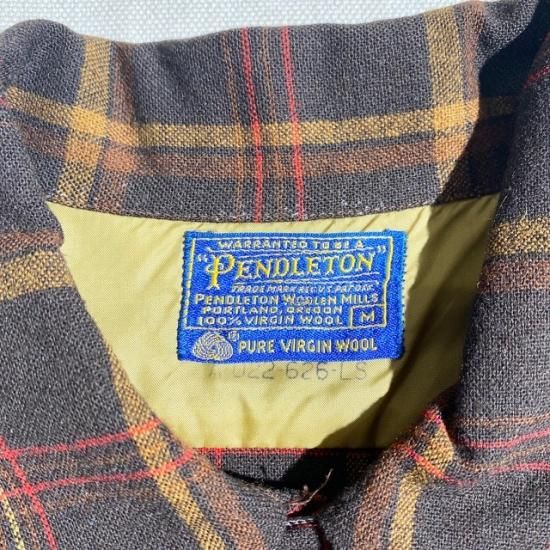 WARRANTED TO BE A
"PENDLETON"
TRADE MARK REG. U.S. PAT. OFF.
PENDLETON WOOLEN MILLS
PORTLAND, OREGON
100% VIRGIN WOOL M
® PURE VIRGIN WOOL
022-626-LS